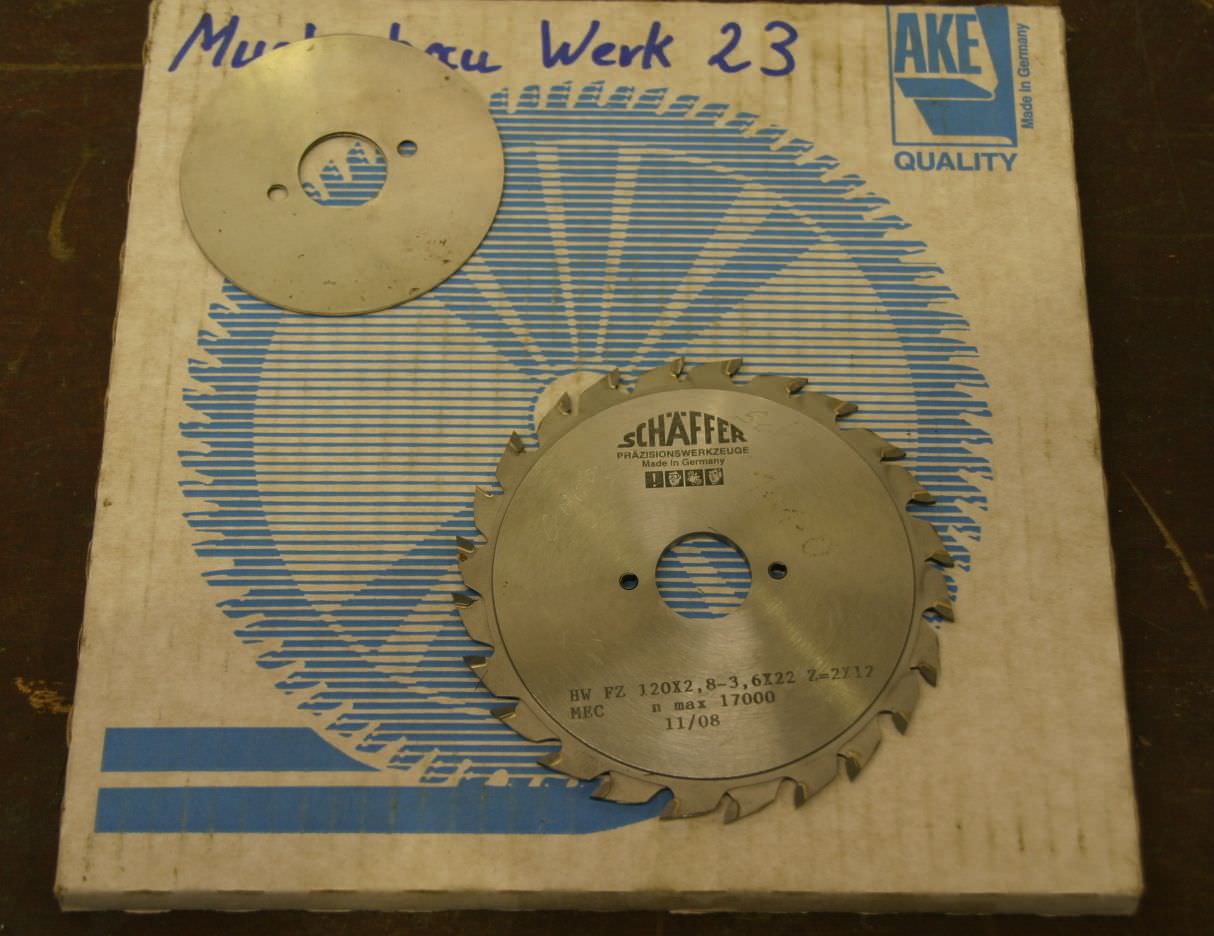 Werk 23
AKE
Made in Germany
QUALITY
SCHÄFFER
PRÄZISIONSWERKZEUGE
Made in Germany
HW FZ 120X2,8-3,6X22 Z=2X12
MEC n max 17000
11/08